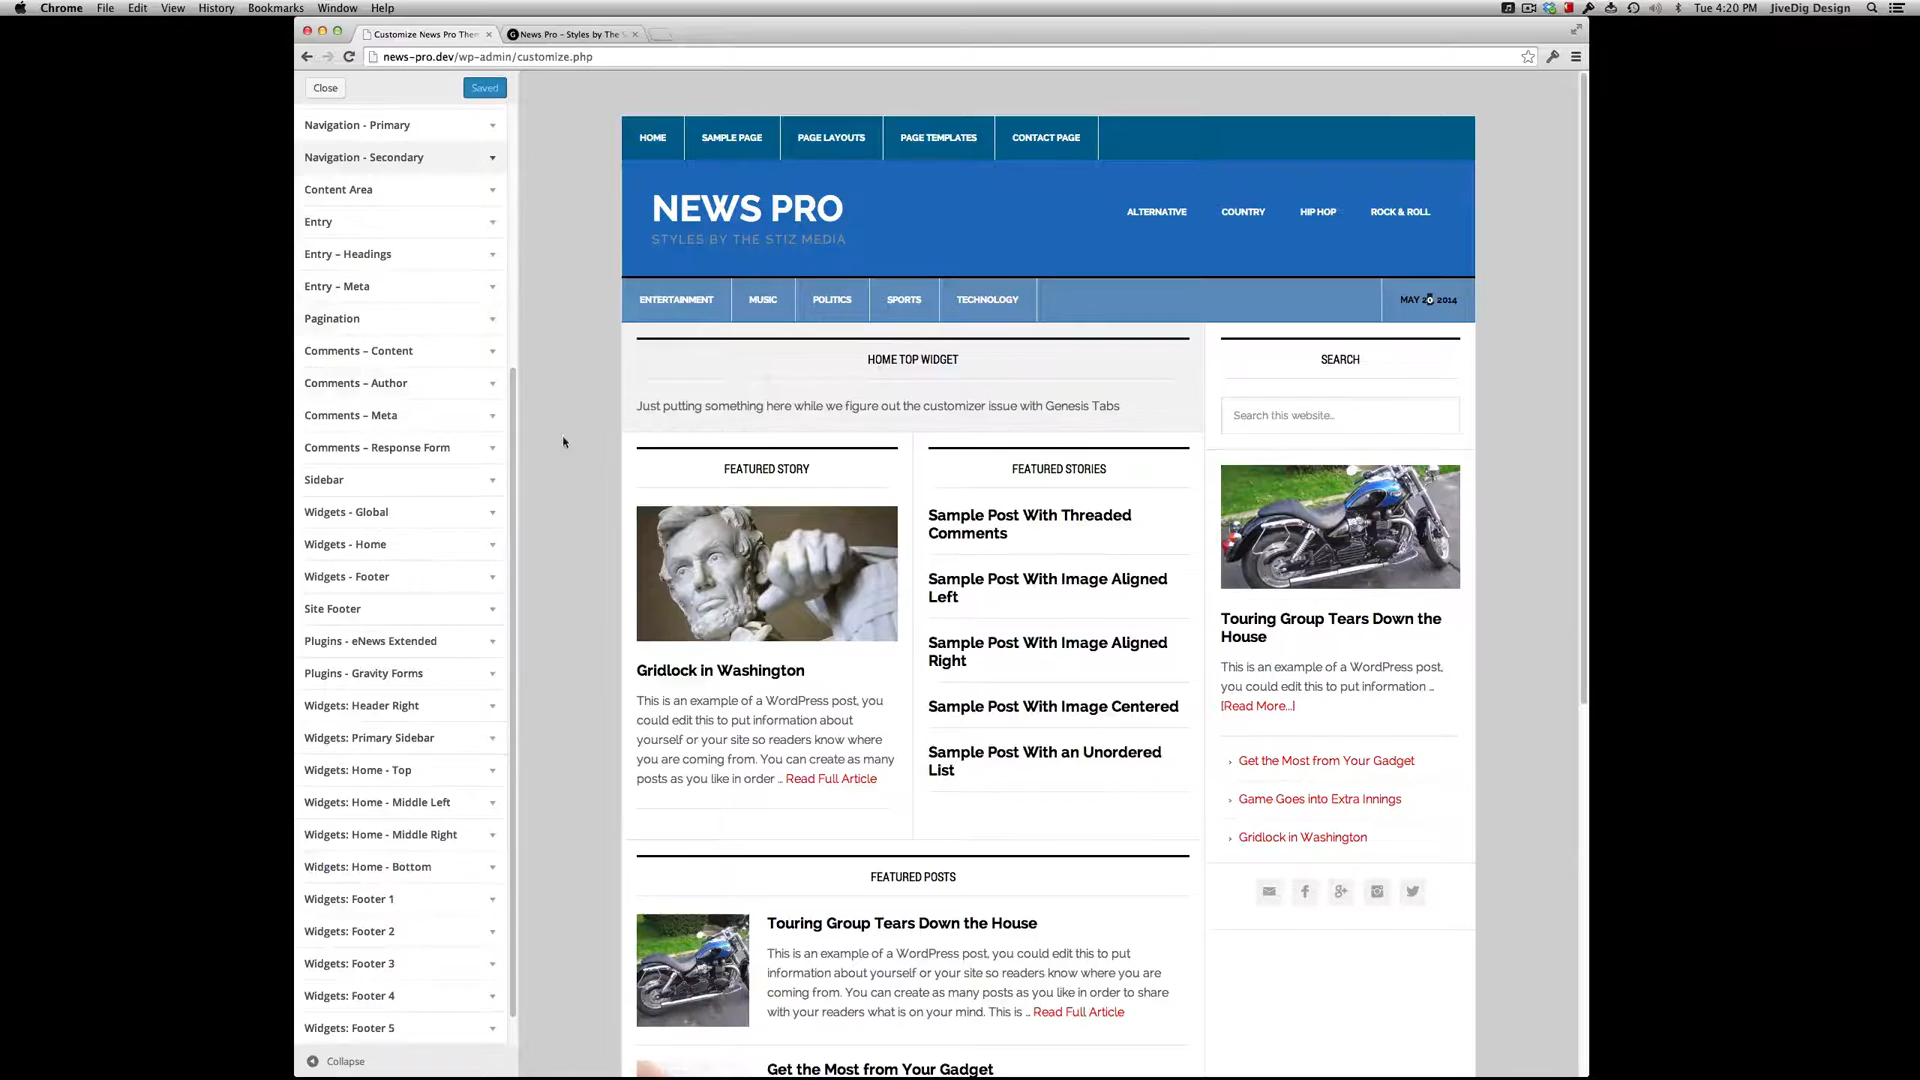 Chrome File Edit View History Bookmarks Window Help Tue 4:20 PM JiveDig Design
Customize News Pro Them News Pro – Styles by The S
news-pro.dev/wp-admin/customize.php
Close Saved
Navigation - Primary
Navigation - Secondary
Content Area
Entry
Entry – Headings
Entry – Meta
Pagination
Comments – Content
Comments – Author
Comments – Meta
Comments – Response Form
Sidebar
Widgets - Global
Widgets - Home
Widgets - Footer
Site Footer
Plugins - eNews Extended
Plugins - Gravity Forms
Widgets: Header Right
Widgets: Primary Sidebar
Widgets: Home - Top
Widgets: Home - Middle Left
Widgets: Home - Middle Right
Widgets: Home - Bottom
Widgets: Footer 1
Widgets: Footer 2
Widgets: Footer 3
Widgets: Footer 4
Widgets: Footer 5
Collapse
HOME SAMPLE PAGE PAGE LAYOUTS PAGE TEMPLATES CONTACT PAGE
NEWS PRO
STYLES BY THE STIZ MEDIA
ALTERNATIVE COUNTRY HIP HOP ROCK & ROLL
ENTERTAINMENT MUSIC POLITICS SPORTS TECHNOLOGY MAY 20 2014
HOME TOP WIDGET
Just putting something here while we figure out the customizer issue with Genesis Tabs
FEATURED STORY
Gridlock in Washington
This is an example of a WordPress post, you
could edit this to put information about
yourself or your site so readers know where
you are coming from. You can create as many
posts as you like in order ... Read Full Article
FEATURED STORIES
Sample Post With Threaded
Comments
Sample Post With Image Aligned
Left
Sample Post With Image Aligned
Right
Sample Post With Image Centered
Sample Post With an Unordered
List
FEATURED POSTS
Touring Group Tears Down the House
This is an example of a WordPress post, you could edit this to put
information about yourself or your site so readers know where you are
coming from. You can create as many posts as you like in order to share
with your readers what is on your mind. This is ... Read Full Article
Get the Most from Your Gadget
SEARCH
Search this website…
Touring Group Tears Down the
House
This is an example of a WordPress post,
you could edit this to put information ...
[Read More...]
Get the Most from Your Gadget
Game Goes into Extra Innings
Gridlock in Washington